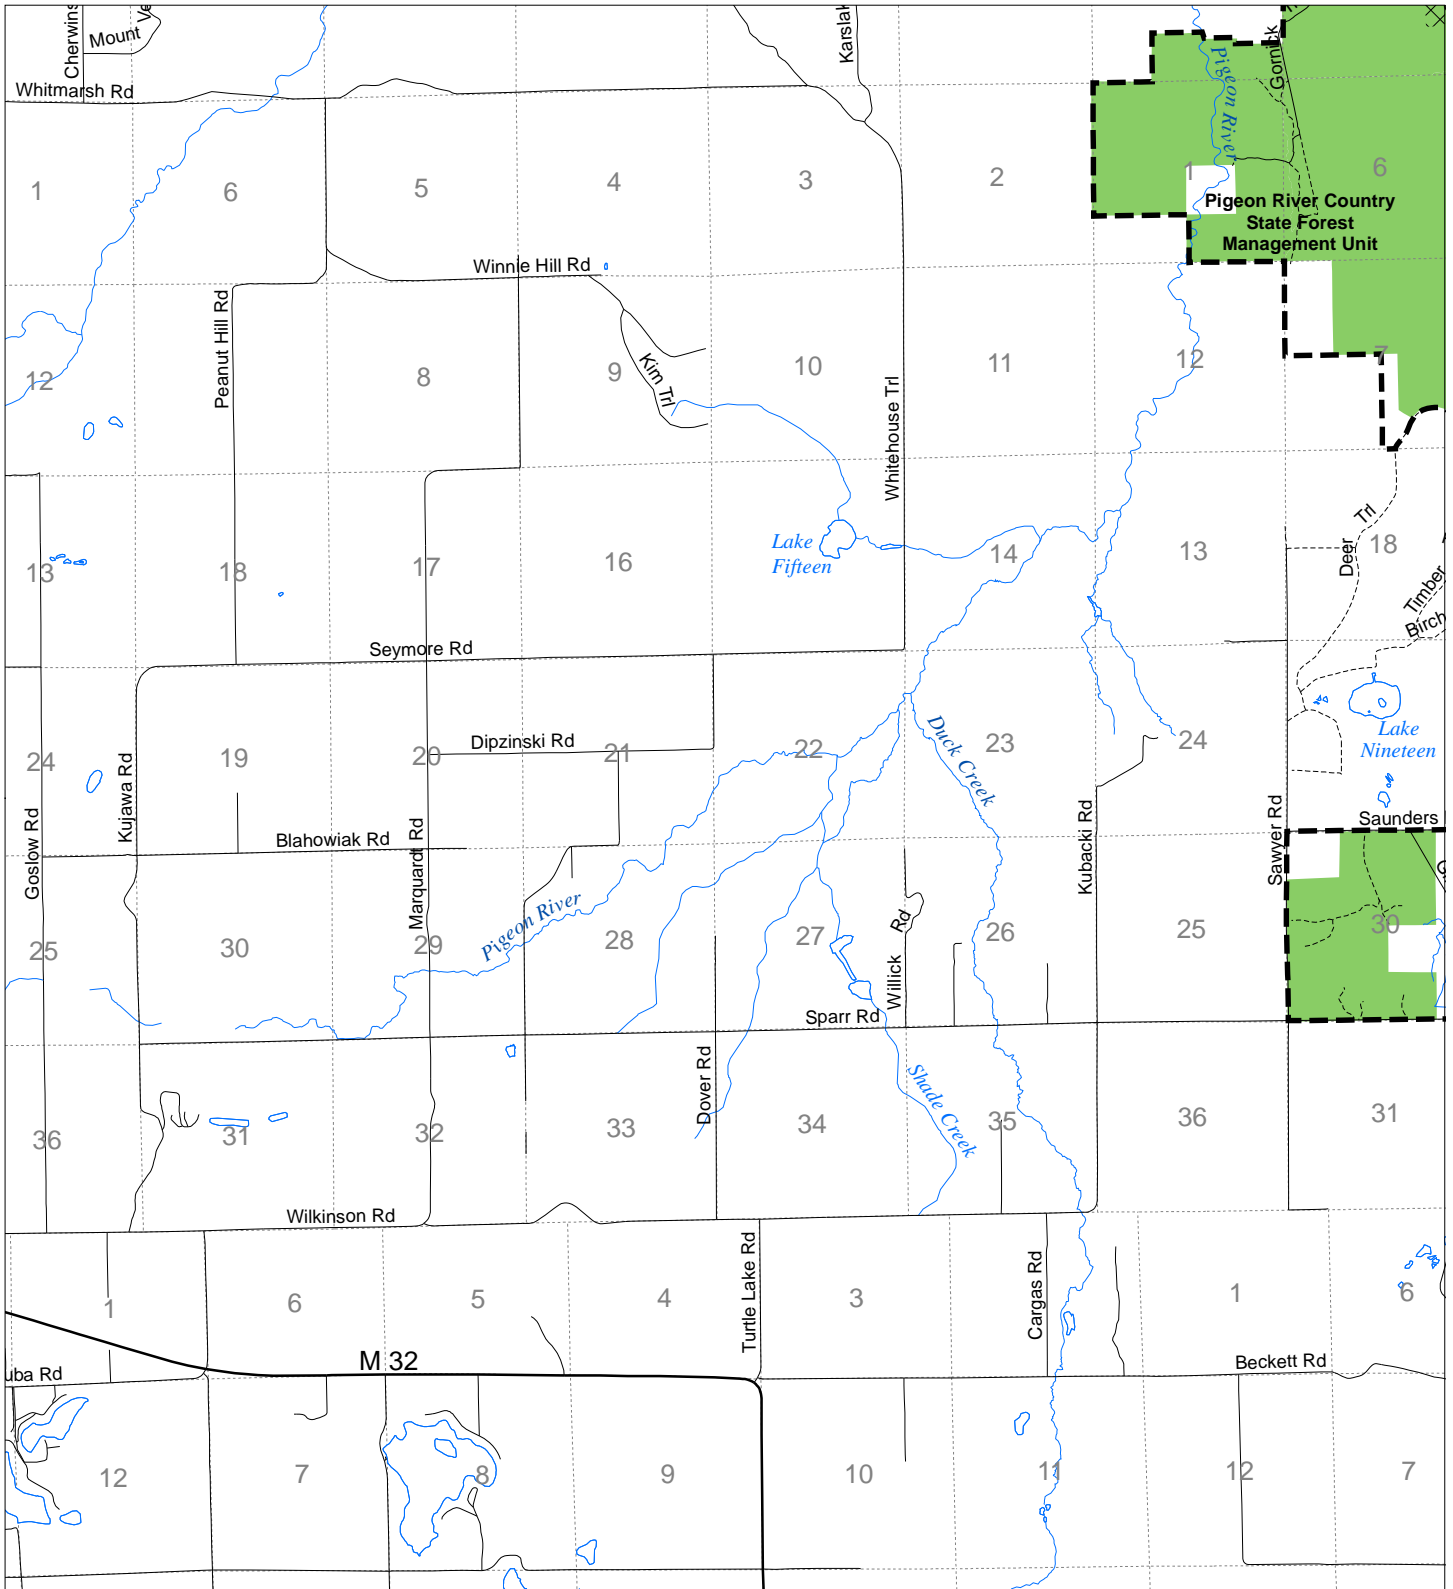 Cherwins
Mount
Ve
Karslak
Gornick
Whitmarsh Rd
Pigeon River
1
6
5
4
3
2
1
6
Pigeon River Country
State Forest
Management Unit
Winnie Hill Rd
Peanut Hill Rd
12
8
9
Kim Trl
10
Whitehouse Trl
11
12
7
13
18
17
16
Lake
Fifteen
14
13
Deer
Trl
18
Timber
Birch
Seymore Rd
24
Kujawa Rd
19
20
Dipzinski Rd
21
22
Duck Creek
23
24
Lake
Nineteen
Goslow Rd
Blahowiak Rd
Marquardt Rd
Kubacki Rd
Sawyer Rd
Saunders
25
30
29
Pigeon River
28
27
Willick
Rd
26
25
30
Sparr Rd
Dover Rd
Shade Creek
36
31
32
33
34
35
36
31
Wilkinson Rd
Turtle Lake Rd
Cargas Rd
1
6
5
4
3
1
6
uba Rd
M 32
Beckett Rd
12
7
8
9
10
11
12
7